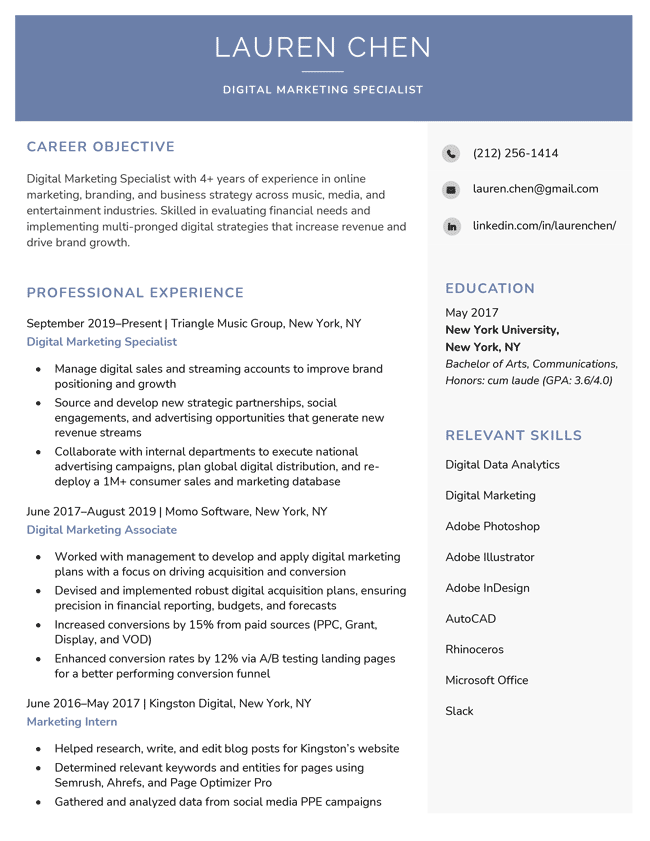 LAUREN CHEN
DIGITAL MARKETING SPECIALIST
CAREER OBJECTIVE
Digital Marketing Specialist with 4+ years of experience in online
marketing, branding, and business strategy across music, media, and
entertainment industries. Skilled in evaluating financial needs and
implementing multi-pronged digital strategies that increase revenue and
drive brand growth.
PROFESSIONAL EXPERIENCE
September 2019–Present | Triangle Music Group, New York, NY
Digital Marketing Specialist
• Manage digital sales and streaming accounts to improve brand
positioning and growth
• Source and develop new strategic partnerships, social
engagements, and advertising opportunities that generate new
revenue streams
• Collaborate with internal departments to execute national
advertising campaigns, plan global digital distribution, and re-
deploy a 1M+ consumer sales and marketing database
June 2017–August 2019 | Momo Software, New York, NY
Digital Marketing Associate
• Worked with management to develop and apply digital marketing
plans with a focus on driving acquisition and conversion
• Devised and implemented robust digital acquisition plans, ensuring
precision in financial reporting, budgets, and forecasts
• Increased conversions by 15% from paid sources (PPC, Grant,
Display, and VOD)
• Enhanced conversion rates by 12% via A/B testing landing pages
for a better performing conversion funnel
June 2016–May 2017 | Kingston Digital, New York, NY
Marketing Intern
• Helped research, write, and edit blog posts for Kingston’s website
• Determined relevant keywords and entities for pages using
Semrush, Ahrefs, and Page Optimizer Pro
• Gathered and analyzed data from social media PPE campaigns
(212) 256-1414
lauren.chen@gmail.com
in
linkedin.com/in/laurenchen/
EDUCATION
May 2017
New York University,
New York, NY
Bachelor of Arts, Communications,
Honors: cum laude (GPA: 3.6/4.0)
RELEVANT SKILLS
Digital Data Analytics
Digital Marketing
Adobe Photoshop
Adobe Illustrator
Adobe InDesign
AutoCAD
Rhinoceros
Microsoft Office
Slack